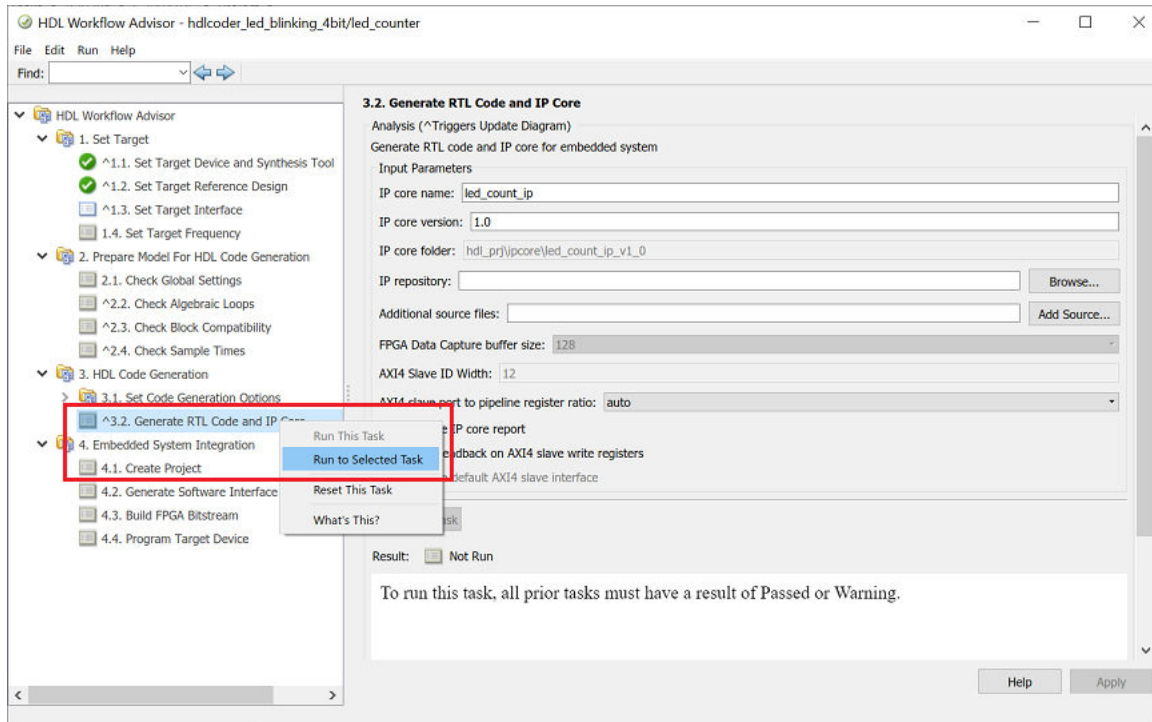 HDL Workflow Advisor - hdlcoder_led_blinking_4bit/led_counter
File Edit Run Help
Find:
HDL Workflow Advisor
1. Set Target
^1.1. Set Target Device and Synthesis Tool
^1.2. Set Target Reference Design
^1.3. Set Target Interface
1.4. Set Target Frequency
2. Prepare Model For HDL Code Generation
2.1. Check Global Settings
^2.2. Check Algebraic Loops
^2.3. Check Block Compatibility
^2.4. Check Sample Times
3. HDL Code Generation
3.1. Set Code Generation Options
^3.2. Generate RTL Code and IP Core
4. Embedded System Integration
4.1. Create Project
4.2. Generate Software Interface
4.3. Build FPGA Bitstream
4.4. Program Target Device
Run This Task
Run to Selected Task
Reset This Task
What's This?
3.2. Generate RTL Code and IP Core
Analysis (^Triggers Update Diagram)
Generate RTL code and IP core for embedded system
Input Parameters
IP core name: led_count_ip
IP core version: 1.0
IP core folder: hdl_prj\ipcore\led_count_ip_v1_0
IP repository: Browse...
Additional source files: Add Source...
FPGA Data Capture buffer size: 128
AXI4 Slave ID Width: 12
AXI4 slave port to pipeline register ratio: auto
IP core report
on AXI4 slave write registers
default AXI4 slave interface
Result: Not Run
To run this task, all prior tasks must have a result of Passed or Warning.
Help Apply